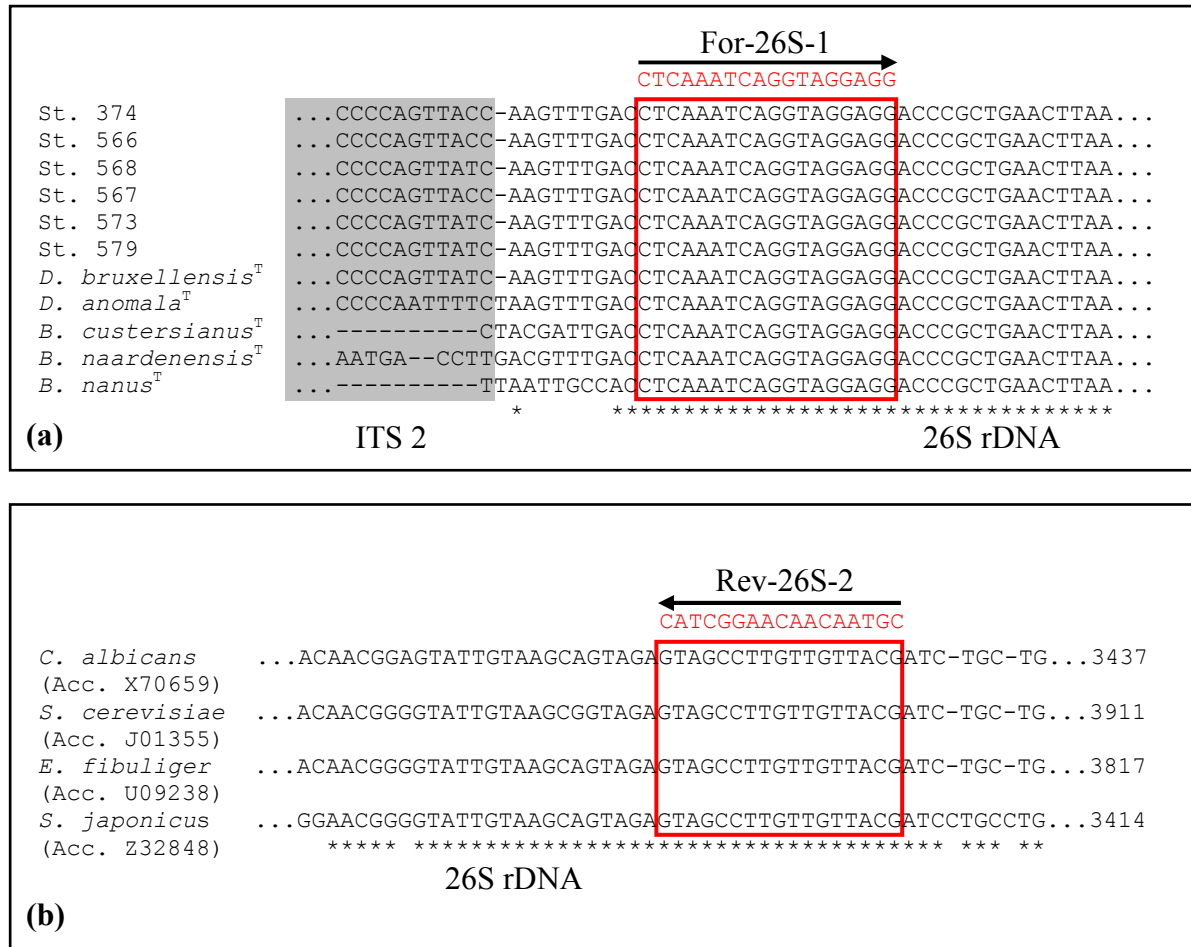 For-26S-1
CTCAAATCAGGTAGGAGG
St. 374 ...CCCCAGTTACC-AAGTTTGACCTCAAATCAGGTAGGAGGACCCGCTGAACTTAA...
St. 566 ...CCCCAGTTACC-AAGTTTGACCTCAAATCAGGTAGGAGGACCCGCTGAACTTAA...
St. 568 ...CCCCAGTTATC-AAGTTTGACCTCAAATCAGGTAGGAGGACCCGCTGAACTTAA...
St. 567 ...CCCCAGTTATC-AAGTTTGACCTCAAATCAGGTAGGAGGACCCGCTGAACTTAA...
St. 573 ...CCCCAGTTATC-AAGTTTGACCTCAAATCAGGTAGGAGGACCCGCTGAACTTAA...
St. 579 ...CCCCAGTTATC-AAGTTTGACCTCAAATCAGGTAGGAGGACCCGCTGAACTTAA...
D. bruxellensisT ...CCCCAGTTATC-AAGTTTGACCTCAAATCAGGTAGGAGGACCCGCTGAACTTAA...
D. anomalaT ...CCCCAATTTTCTAAGTTTGACCTCAAATCAGGTAGGAGGACCCGCTGAACTTAA...
B. custersianusT ...----------CTACGATTGACCTCAAATCAGGTAGGAGGACCCGCTGAACTTAA...
B. naardenensisT ...AATGA--CCTTGACGTTTGACCTCAAATCAGGTAGGAGGACCCGCTGAACTTAA...
B. nanusT ...----------TTAATTGCCACCTCAAATCAGGTAGGAGGACCCGCTGAACTTAA...
* ***********************************
(a) ITS 2 26S rDNA
Rev-26S-2
CATCGGAACAACAATGC
C. albicans ...ACAACGGAGTATTGTAAGCAGTAGAGTAGCCTTGTTGTTACGATC-TGC-TG...3437
(Acc. X70659)
S. cerevisiae ...ACAACGGGGTATTGTAAGCGGTAGAGTAGCCTTGTTGTTACGATC-TGC-TG...3911
(Acc. J01355)
E. fibuliger ...ACAACGGGGTATTGTAAGCAGTAGAGTAGCCTTGTTGTTACGATC-TGC-TG...3817
(Acc. U09238)
S. japonicus ...GGAACGGGGTATTGTAAGCAGTAGAGTAGCCTTGTTGTTACGATCCTGCCTG...3414
(Acc. Z32848) ***** ************************************* *** **
26S rDNA
(b)